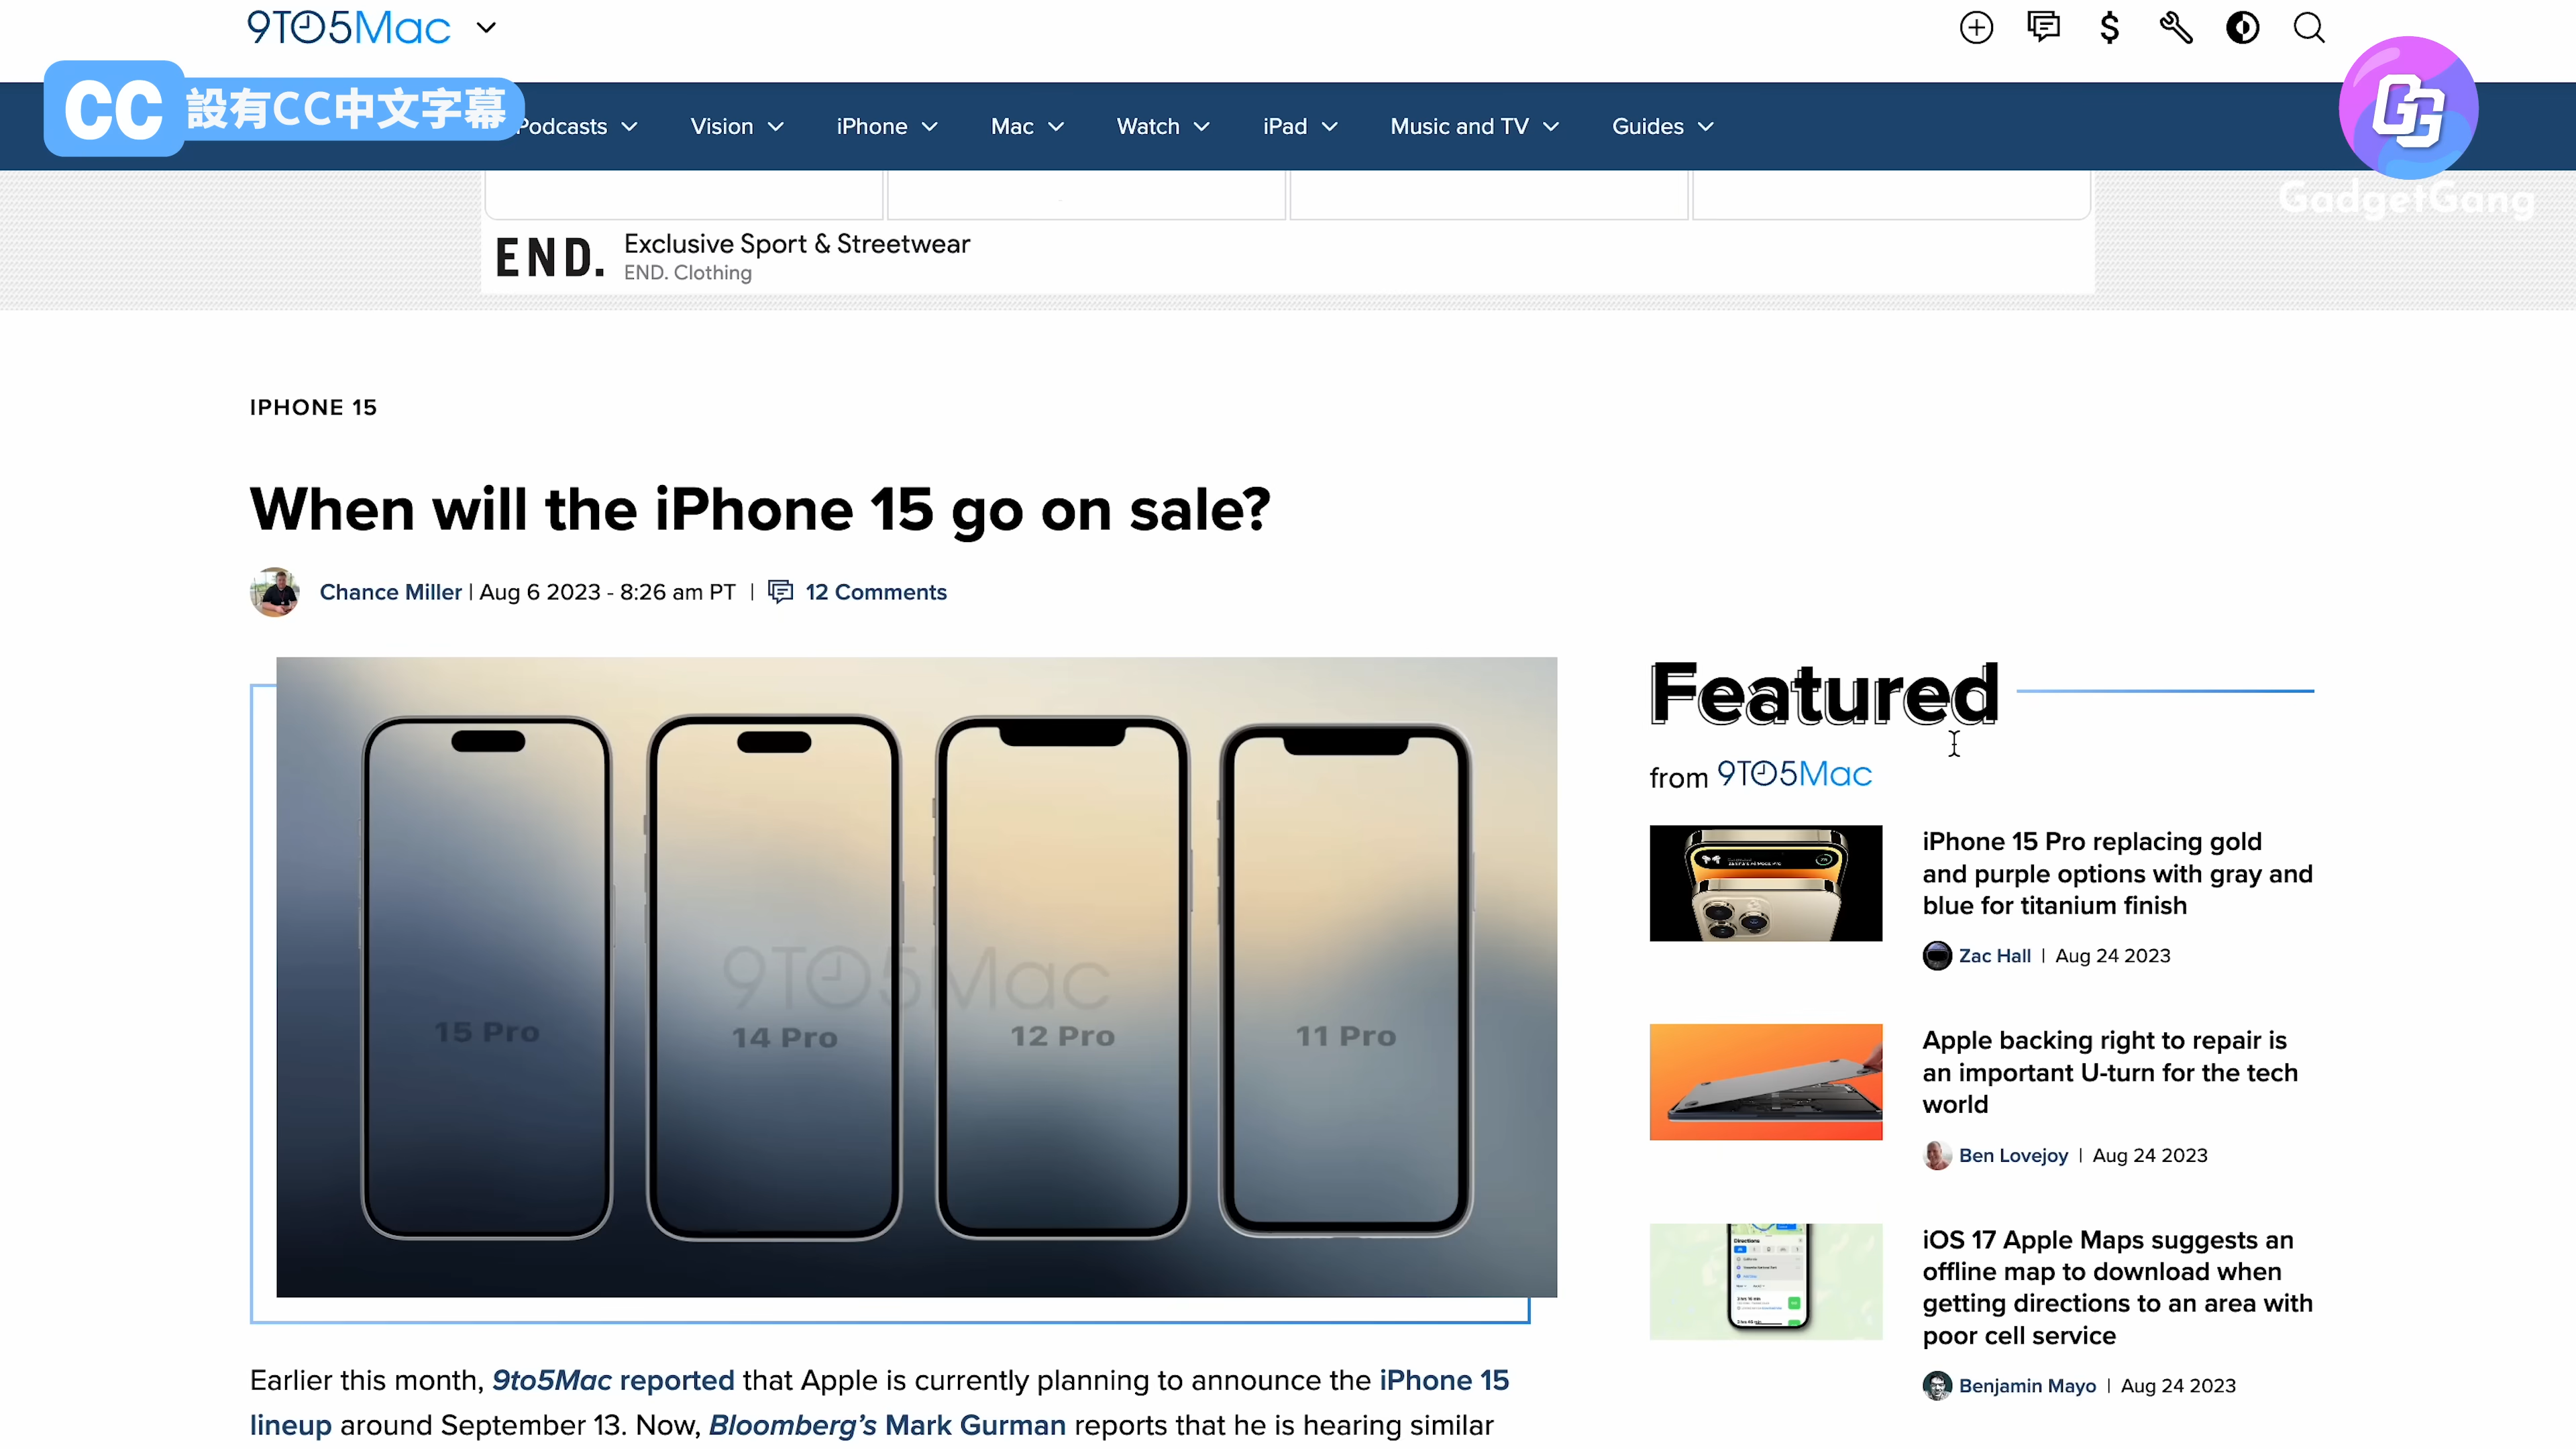 9TO5Mac
CC 設有CC中文字幕
Podcasts
Vision
iPhone
Mac
Watch
iPad
Music and TV
Guides
GG
GadgetGang
END.
Exclusive Sport & Streetwear
END. Clothing
IPHONE 15
When will the iPhone 15 go on sale?
Chance Miller | Aug 6 2023 - 8:26 am PT | 12 Comments
9TO5Mac
15 Pro
14 Pro
12 Pro
11 Pro
Earlier this month, 9to5Mac reported that Apple is currently planning to announce the iPhone 15
lineup around September 13. Now, Bloomberg's Mark Gurman reports that he is hearing similar
Featured
from 9TO5Mac
iPhone 15 Pro replacing gold
and purple options with gray and
blue for titanium finish
Zac Hall | Aug 24 2023
Apple backing right to repair is
an important U-turn for the tech
world
Ben Lovejoy | Aug 24 2023
Directions
iOS 17 Apple Maps suggests an
offline map to download when
getting directions to an area with
poor cell service
Benjamin Mayo | Aug 24 2023